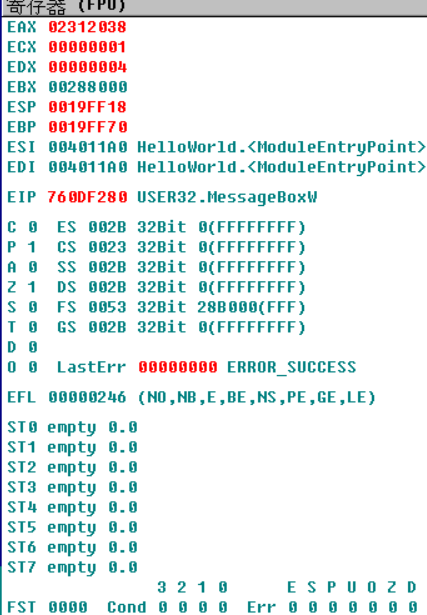 寄存器 (FPU)
EAX 02312038
ECX 00000001
EDX 00000004
EBX 00288000
ESP 0019FF18
EBP 0019FF70
ESI 004011A0 HelloWorld.<ModuleEntryPoint>
EDI 004011A0 HelloWorld.<ModuleEntryPoint>
EIP 760DF280 USER32.MessageBoxW
C 0 ES 002B 32Bit 0(FFFFFFFF)
P 1 CS 0023 32Bit 0(FFFFFFFF)
A 0 SS 002B 32Bit 0(FFFFFFFF)
Z 1 DS 002B 32Bit 0(FFFFFFFF)
S 0 FS 0053 32Bit 28B000(FFF)
T 0 GS 002B 32Bit 0(FFFFFFFF)
D 0
O 0 LastErr 00000000 ERROR_SUCCESS
EFL 00000246 (NO,NB,E,BE,NS,PE,GE,LE)
ST0 empty 0.0
ST1 empty 0.0
ST2 empty 0.0
ST3 empty 0.0
ST4 empty 0.0
ST5 empty 0.0
ST6 empty 0.0
ST7 empty 0.0
3 2 1 0 E S P U O Z D
FST 0000 Cond 0 0 0 0 Err 0 0 0 0 0 0 0